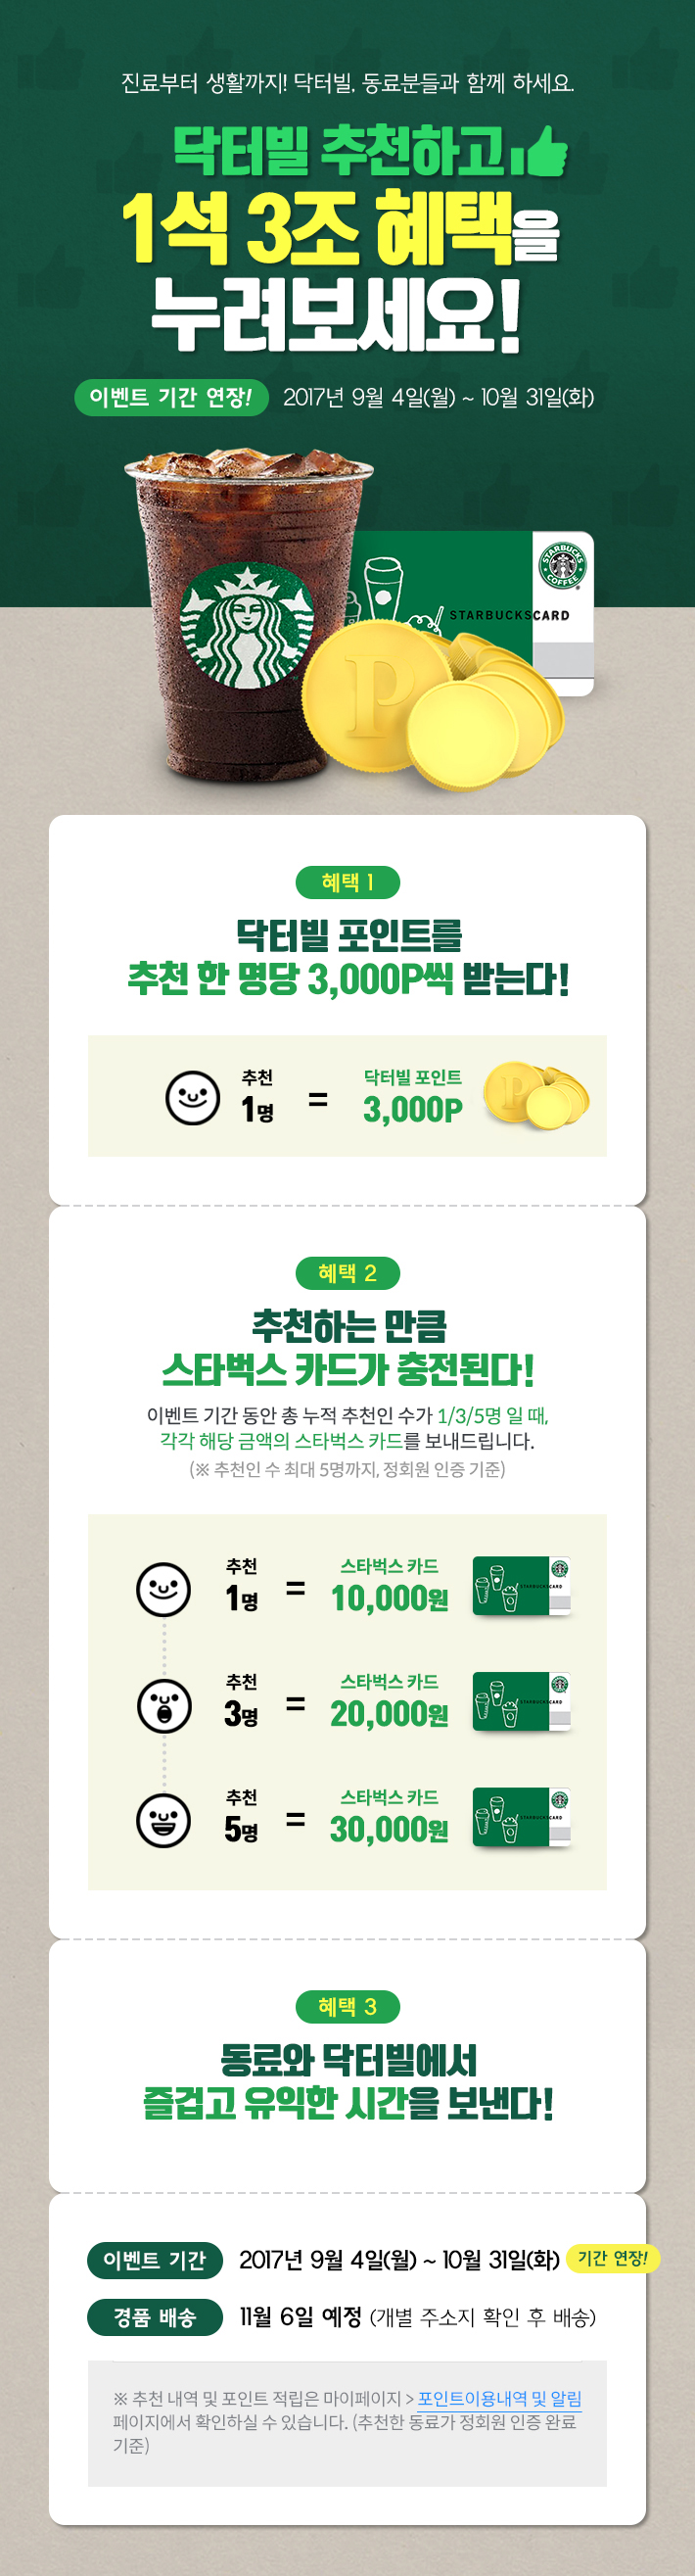 진료부터 생활까지! 닥터빌, 동료분들과 함께 하세요.
닥터빌 추천하고
1석 3조 혜택을
누려보세요!
이벤트 기간 연장! 2017년 9월 4일(월) ~ 10월 31일(화)
STARBUCKS
COFFEE
STARBUCKSCARD
P
혜택 1
닥터빌 포인트를
추천 한 명당 3,000P씩 받는다!
추천
1명
=
닥터빌 포인트
3,000P
P
혜택 2
추천하는 만큼
스타벅스 카드가 충전된다!
이벤트 기간 동안 총 누적 추천인 수가 1/3/5명 일 때,
각각 해당 금액의 스타벅스 카드를 보내드립니다.
(※ 추천인 수 최대 5명까지, 정회원 인증 기준)
추천
1명
=
스타벅스 카드
10,000원
STARBUCKSCARD
추천
3명
=
스타벅스 카드
20,000원
STARBUCKSCARD
추천
5명
=
스타벅스 카드
30,000원
STARBUCKSCARD
혜택 3
동료와 닥터빌에서
즐겁고 유익한 시간을 보낸다!
이벤트 기간 2017년 9월 4일(월) ~ 10월 31일(화) 기간 연장!
경품 배송 11월 6일 예정 (개별 주소지 확인 후 배송)
※ 추천 내역 및 포인트 적립은 마이페이지 > 포인트이용내역 및 알림
페이지에서 확인하실 수 있습니다. (추천한 동료가 정회원 인증 완료
기준)